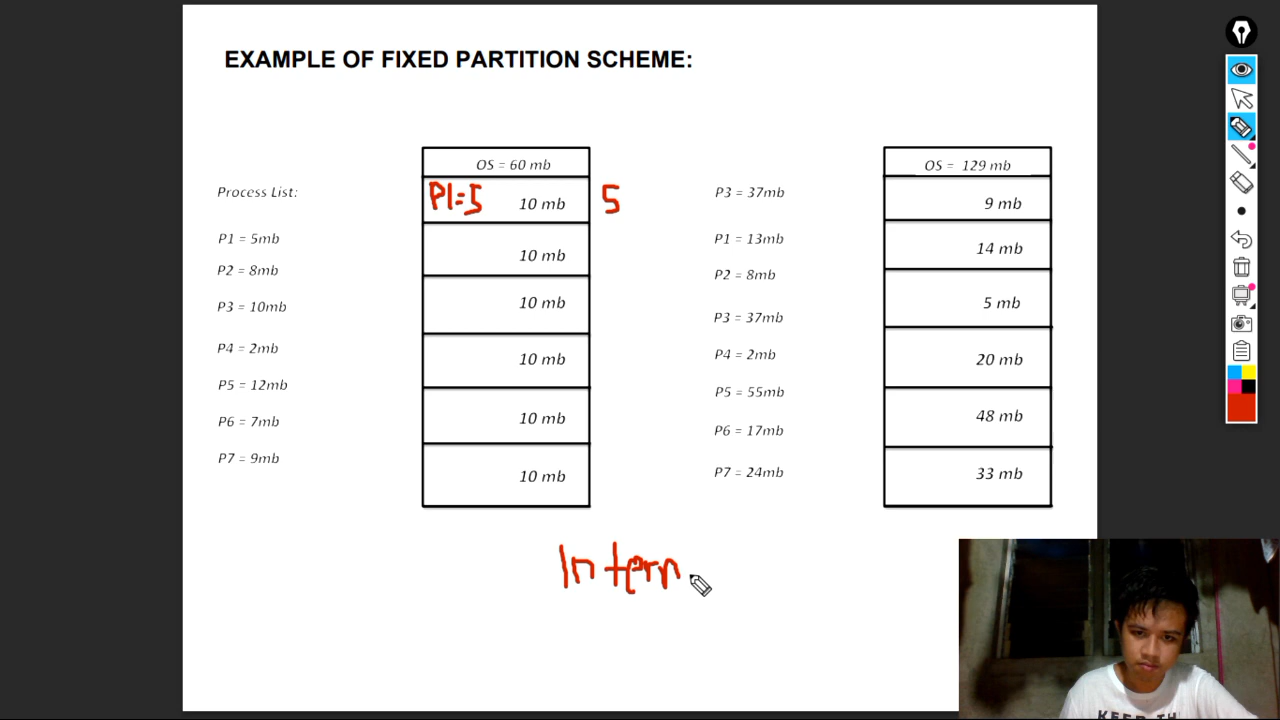 EXAMPLE OF FIXED PARTITION SCHEME:
Process List:
P1 = 5mb
P2 = 8mb
P3 = 10mb
P4 = 2mb
P5 = 12mb
P6 = 7mb
P7 = 9mb
OS = 60 mb
P1=5 10 mb 5
10 mb
10 mb
10 mb
10 mb
10 mb
P3 = 37mb
P1 = 13mb
P2 = 8mb
P3 = 37mb
P4 = 2mb
P5 = 55mb
P6 = 17mb
P7 = 24mb
OS = 129 mb
9 mb
14 mb
5 mb
20 mb
48 mb
33 mb
Intern
KEEP TH